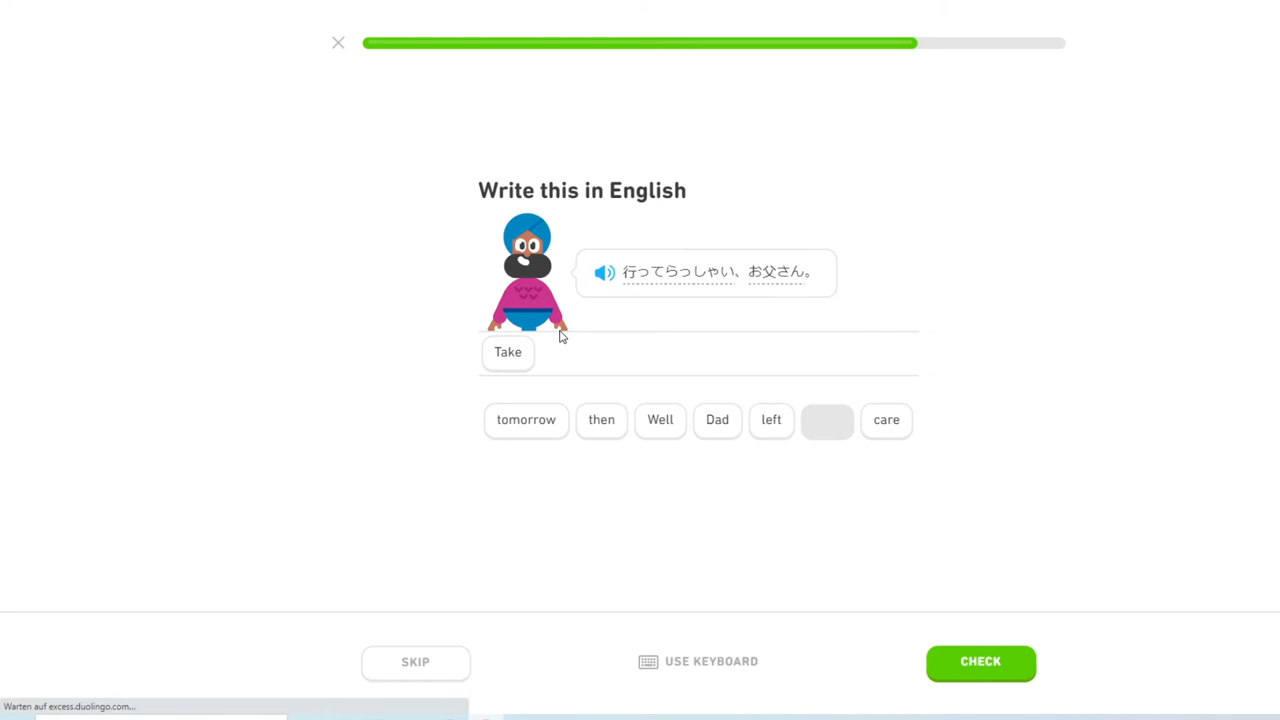 Write this in English
行ってらっしゃい、お父さん。
Take
tomorrow then Well Dad left care
SKIP USE KEYBOARD CHECK
Warten auf excess.duolingo.com...